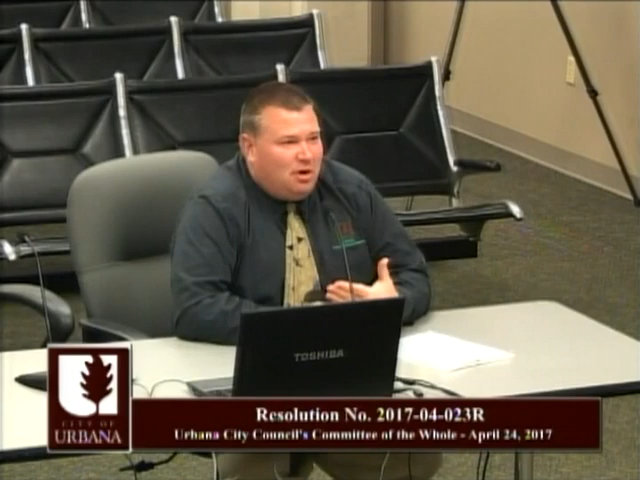 TOSHIBA
CITY OF
URBANA
Resolution No. 2017-04-023R
Urbana City Council's Committee of the Whole - April 24, 2017